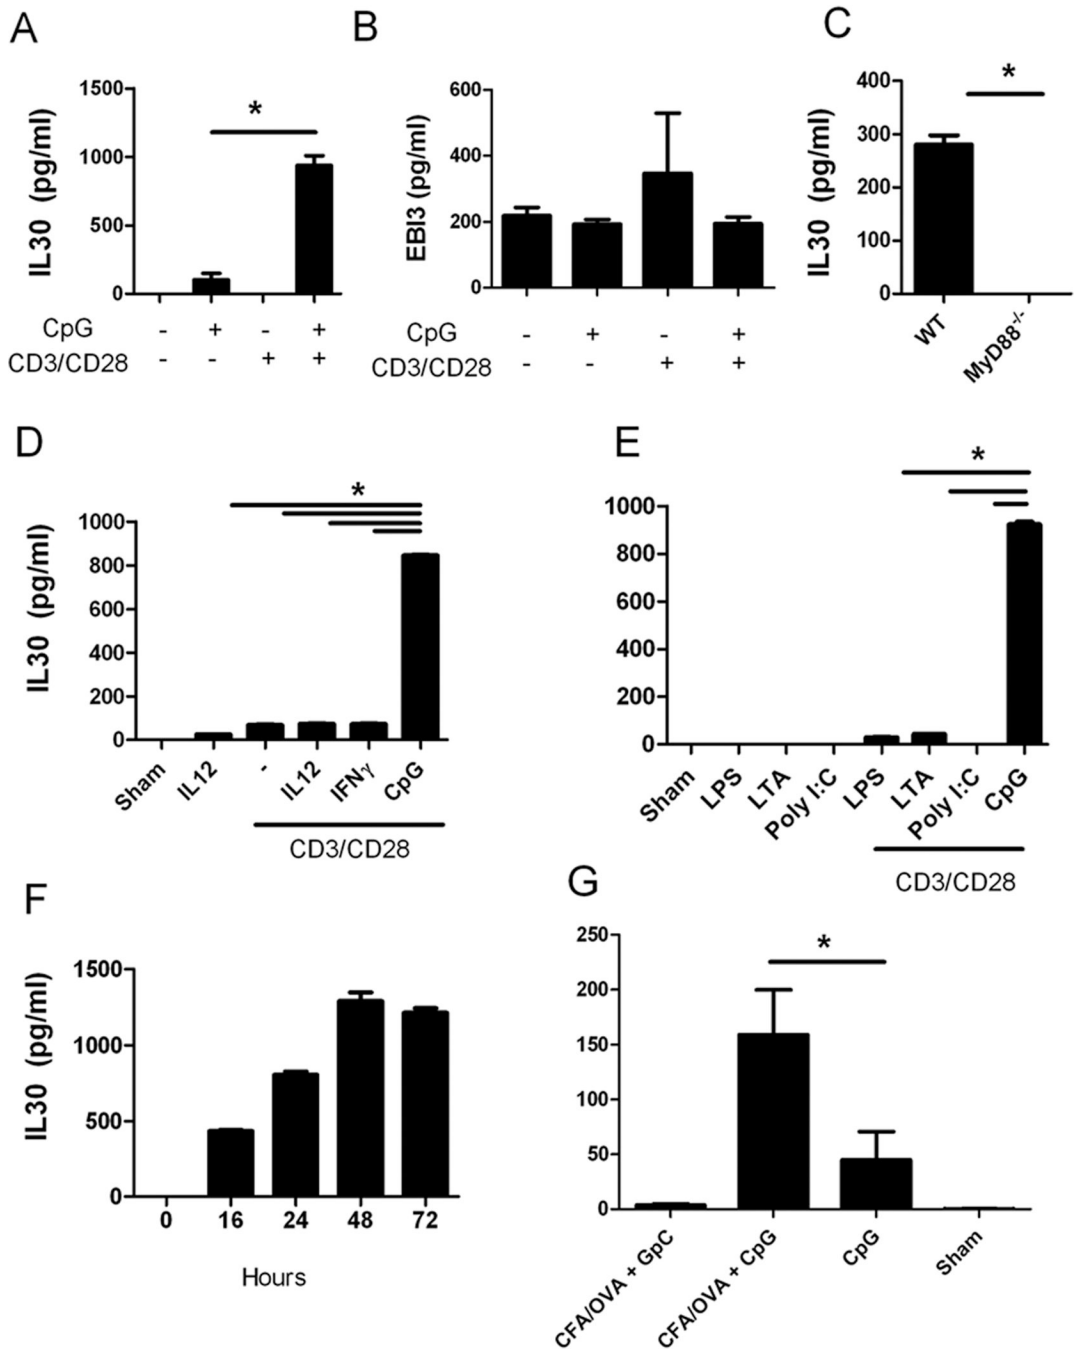 A
IL30 (pg/ml)
1500
1000
500
0
*
CpG - + - +
CD3/CD28 - - + +
B
EBI3 (pg/ml)
600
400
200
0
CpG - + - +
CD3/CD28 - - + +
C
IL30 (pg/ml)
400
300
200
100
0
*
WT
MyD88-/-
D
IL30 (pg/ml)
1000
800
600
400
200
0
*
Sham
IL12
-
IL12
IFNγ
CpG
CD3/CD28
E
1000
800
600
400
200
0
*
Sham
LPS
LTA
Poly I:C
LPS
LTA
Poly I:C
CpG
CD3/CD28
F
IL30 (pg/ml)
1500
1000
500
0
0 16 24 48 72
Hours
G
250
200
150
100
50
0
*
CFA/OVA + GpC
CFA/OVA + CpG
CpG
Sham